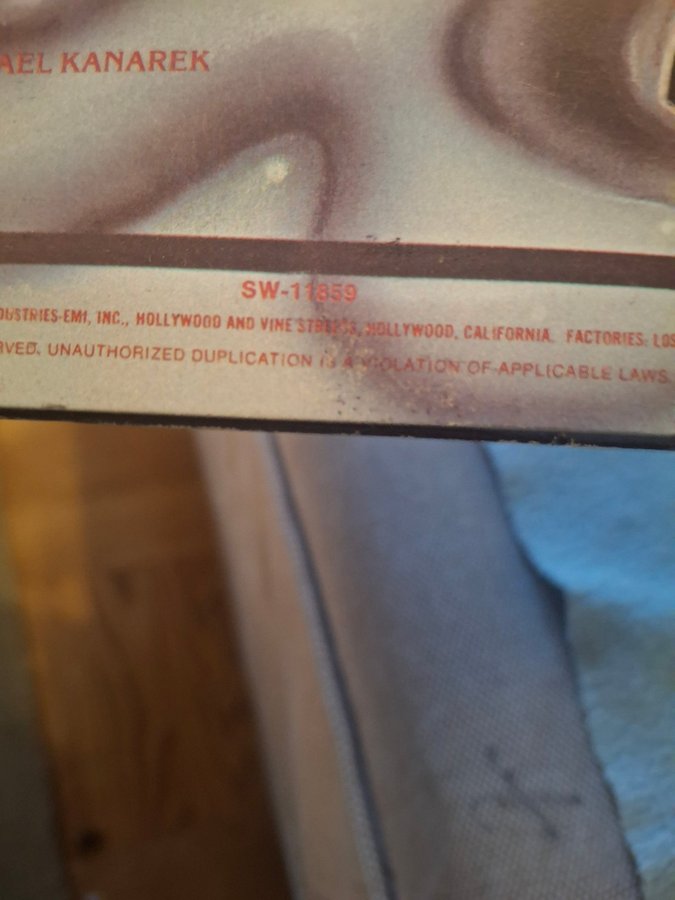 AEL KANAREK
SW-11859
DUSTRIES-EMI, INC., HOLLYWOOD AND VINE STREETS, HOLLYWOOD, CALIFORNIA. FACTORIES: LOS
RVED. UNAUTHORIZED DUPLICATION IS A VIOLATION OF APPLICABLE LAWS.